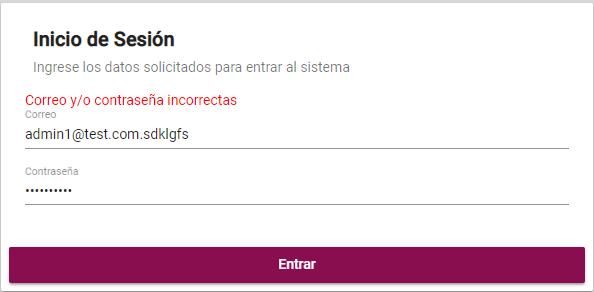 Inicio de Sesión
Ingrese los datos solicitados para entrar al sistema
Correo y/o contraseña incorrectas
Correo
admin1@test.com.sdklgfs
Contraseña
••••••••••
Entrar